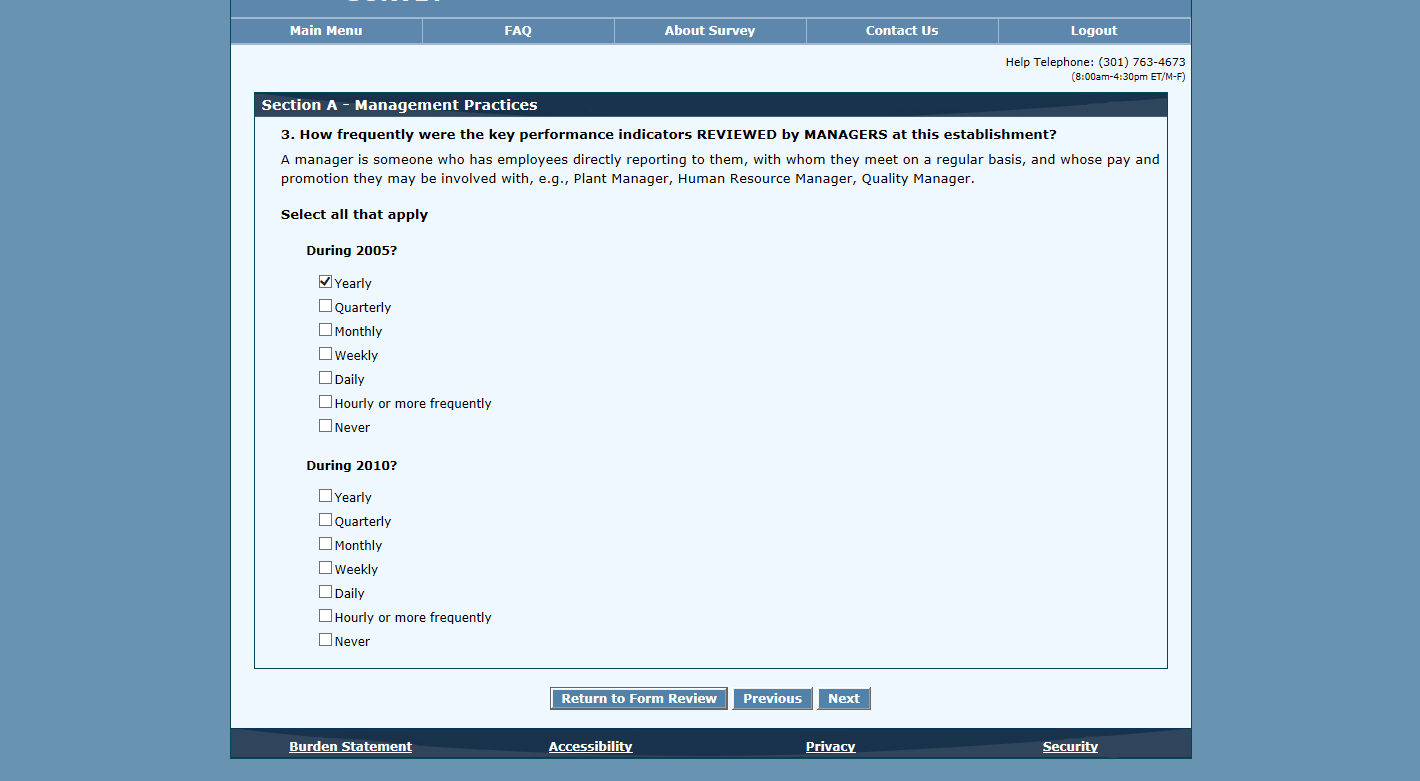 Main Menu FAQ About Survey Contact Us Logout
Help Telephone: (301) 763-4673
(8:00am-4:30pm ET/M-F)
Section A - Management Practices
3. How frequently were the key performance indicators REVIEWED by MANAGERS at this establishment?
A manager is someone who has employees directly reporting to them, with whom they meet on a regular basis, and whose pay and
promotion they may be involved with, e.g., Plant Manager, Human Resource Manager, Quality Manager.
Select all that apply
During 2005?
Yearly
Quarterly
Monthly
Weekly
Daily
Hourly or more frequently
Never
During 2010?
Yearly
Quarterly
Monthly
Weekly
Daily
Hourly or more frequently
Never
Return to Form Review Previous Next
Burden Statement Accessibility Privacy Security